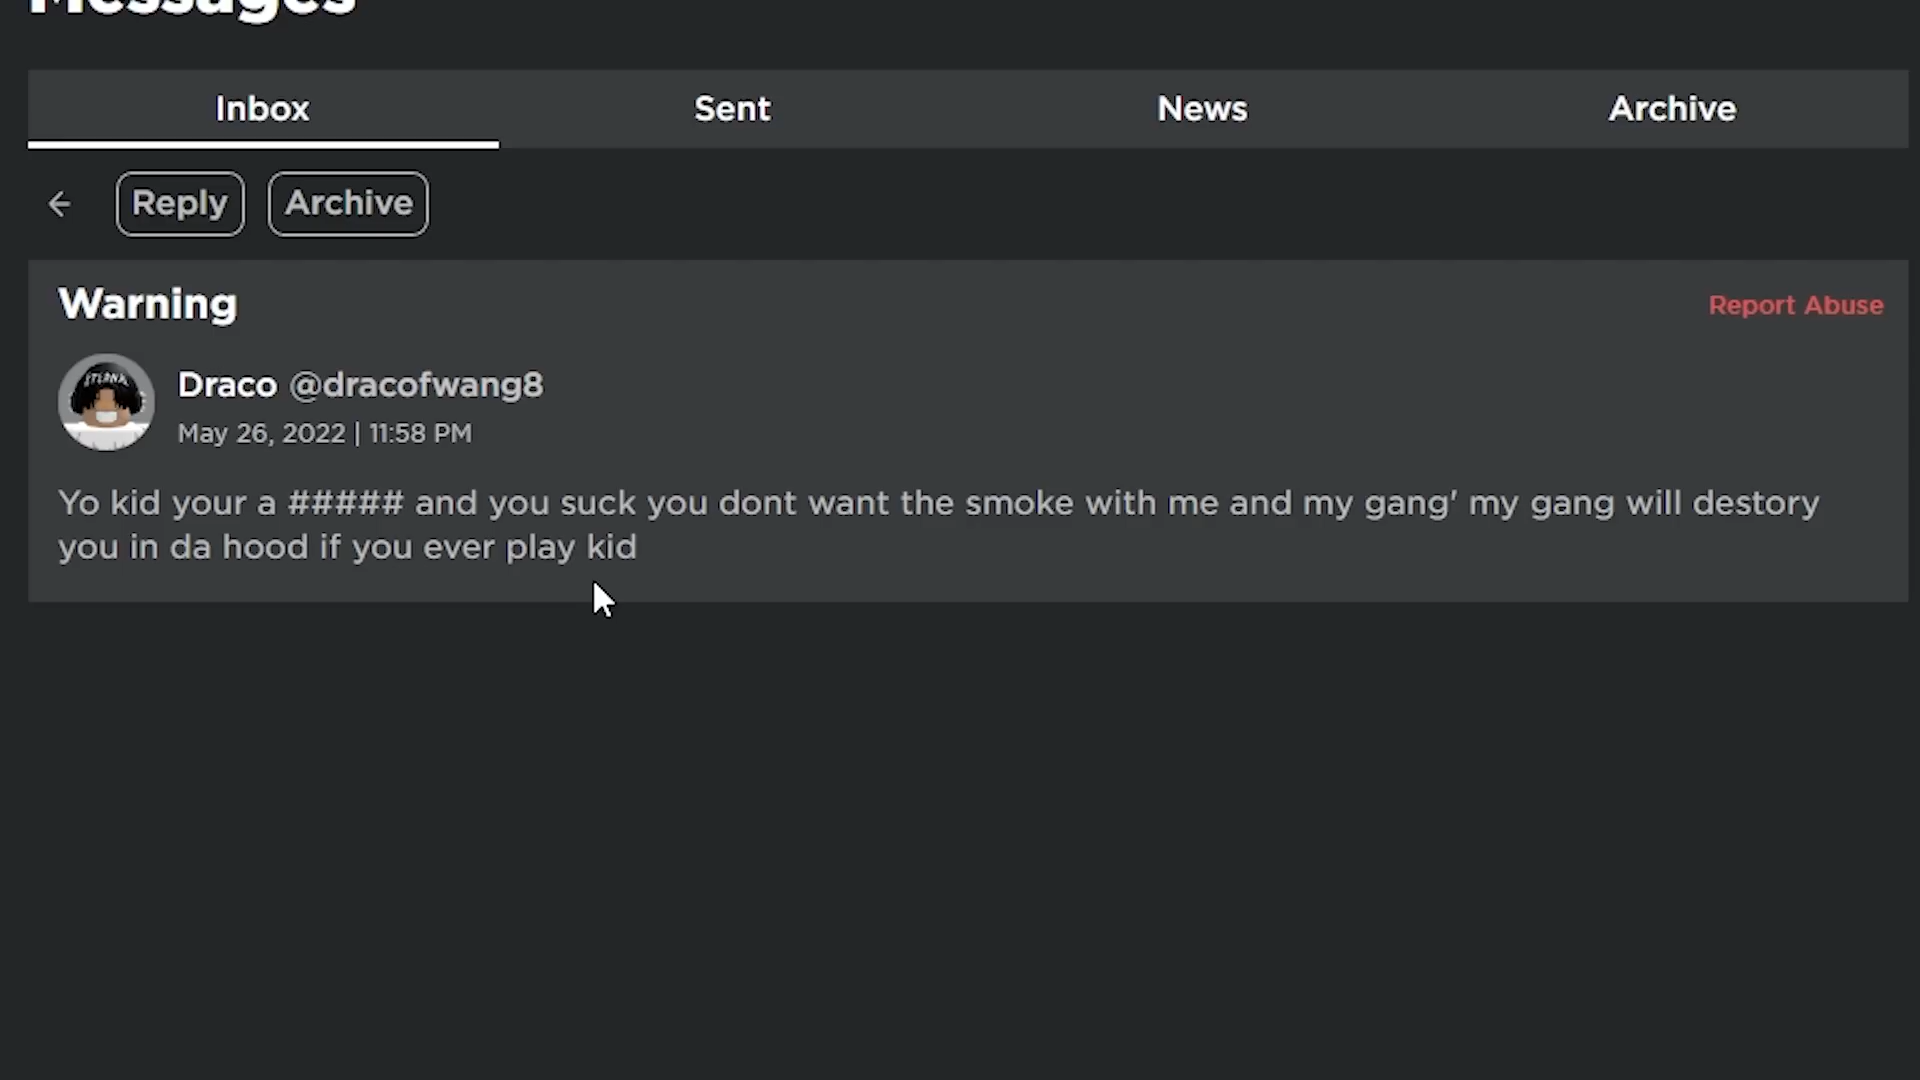 Messages
Inbox Sent News Archive
Reply Archive
Warning Report Abuse
Draco @dracofwang8
May 26, 2022 | 11:58 PM
Yo kid your a ##### and you suck you dont want the smoke with me and my gang' my gang will destory
you in da hood if you ever play kid